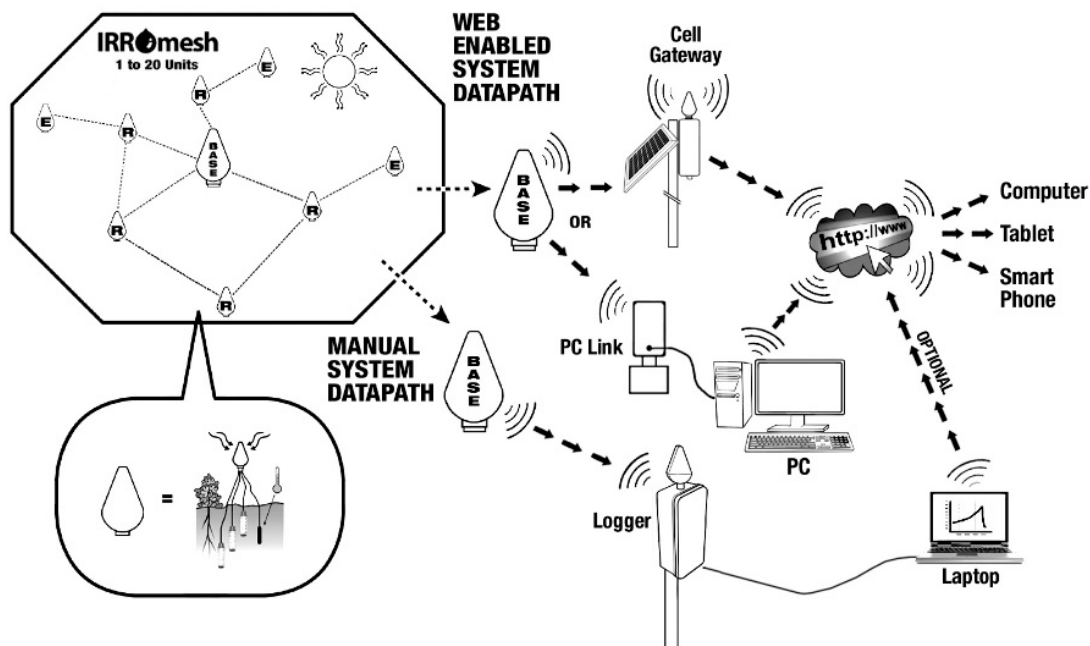 IRROmesh
1 to 20 Units
E
R
E
R
BASE
E
R
R
R
WEB
ENABLED
SYSTEM
DATAPATH
BASE
OR
Cell
Gateway
http://www
Computer
Tablet
Smart
Phone
PC Link
PC
OPTIONAL
MANUAL
SYSTEM
DATAPATH
BASE
Logger
Laptop
=